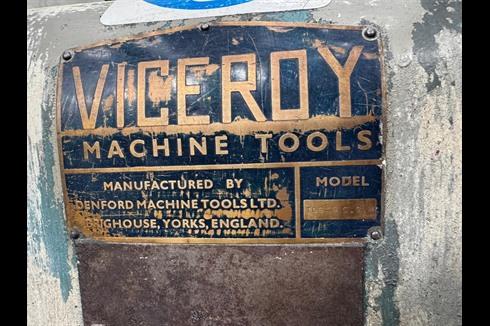 VICEROY
MACHINE TOOLS
MANUFACTURED BY
DENFORD MACHINE TOOLS LTD.
BRIGHOUSE, YORKS, ENGLAND.
MODEL